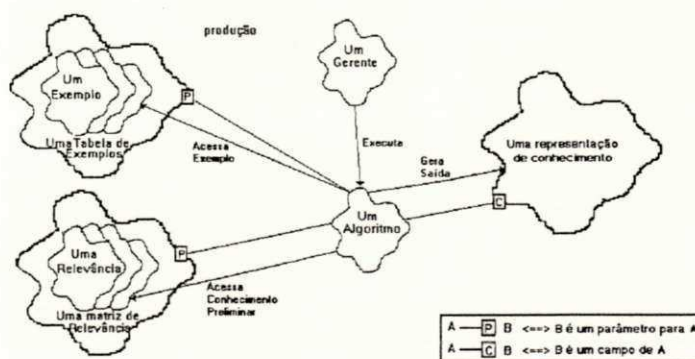 produção
Um
Exemplo
Uma Tabela de
Exemplos
P
Acessa
Exemplo
Um
Gerente
Executa
Gera
Saída
Uma representação
de conhecimento
C
Um
Algoritmo
P
Uma
Relevância
Uma matriz de
Relevância
Acessa
Conhecimento
Preliminar
A P B <==> B é um parâmetro para A
A C B <==> B é um campo de A